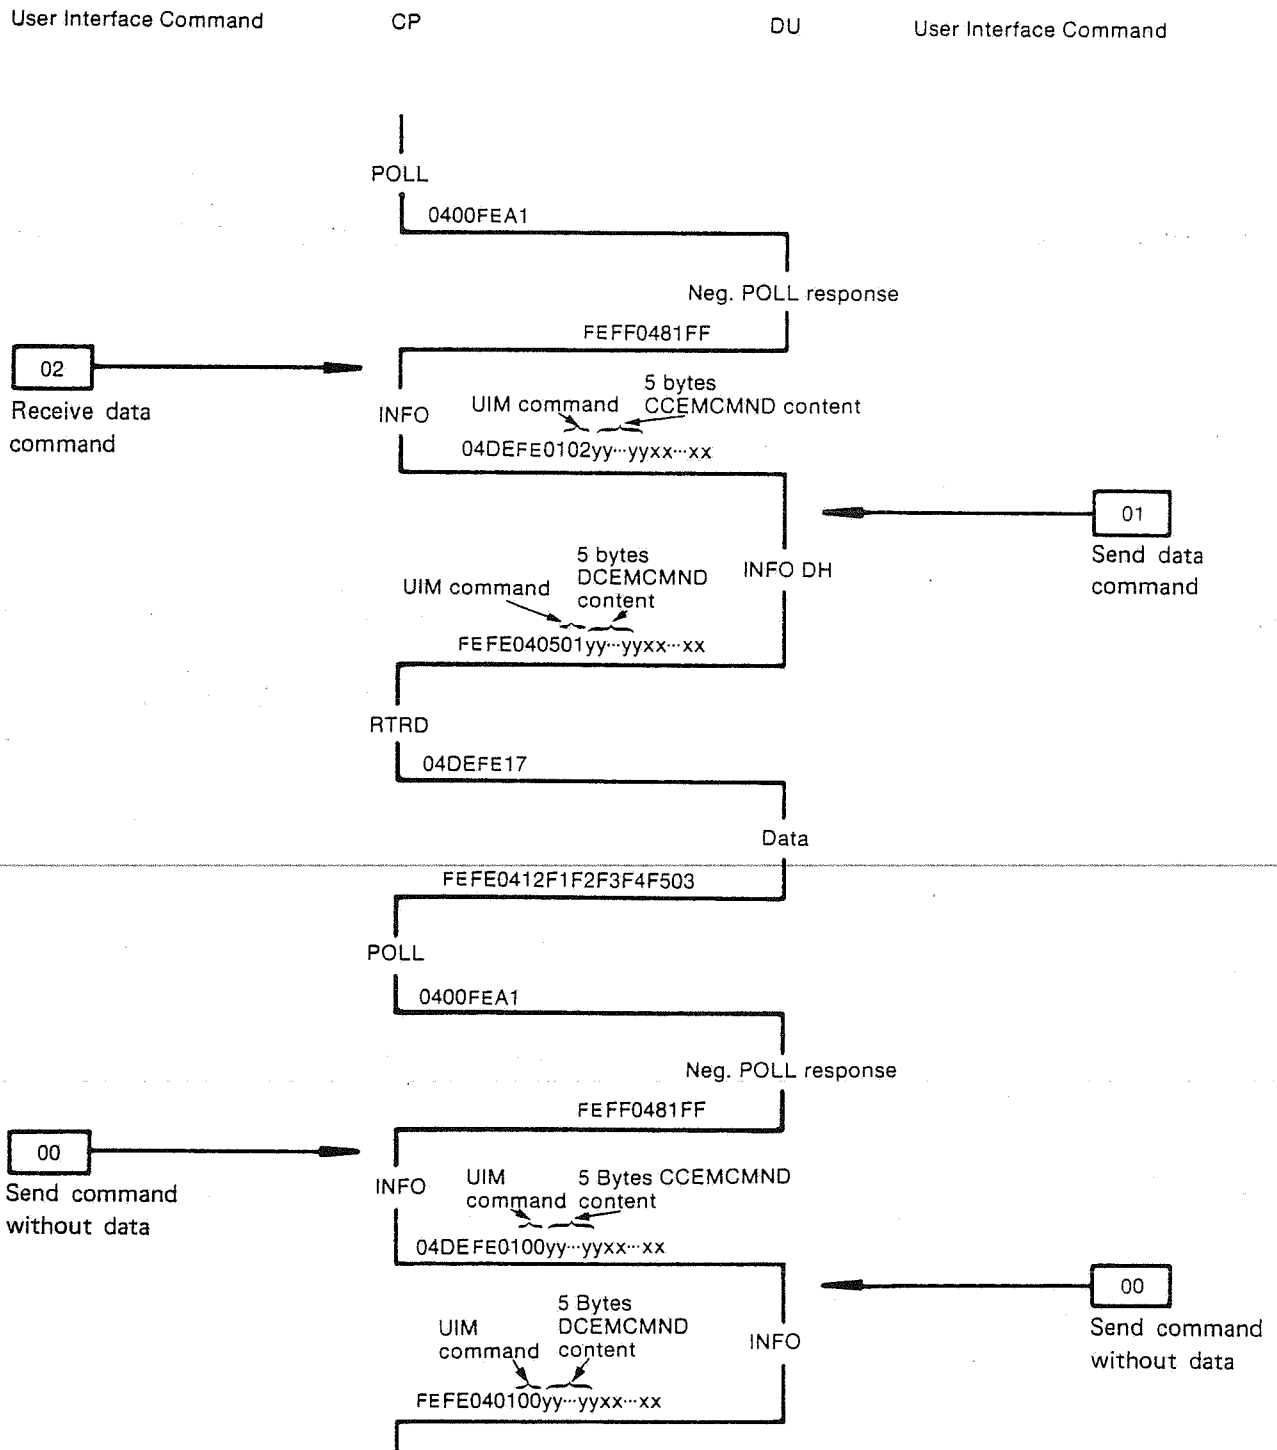 User Interface Command CP DU User Interface Command
POLL
0400FEA1
Neg. POLL response
FEFF0481FF
02
Receive data
command
5 bytes
UIM command CCEMCMND content
INFO
04DEFE0102yy···yyxx···xx
01
Send data
command
5 bytes
DCEMCMND
content
UIM command
INFO DH
FEFE040501yy···yyxx···xx
RTRD
04DEFE17
Data
FEFE0412F1F2F3F4F503
POLL
0400FEA1
Neg. POLL response
FEFF0481FF
00
Send command
without data
INFO
UIM
command
5 Bytes CCEMCMND
content
04DEFE0100yy···yyxx···xx
00
Send command
without data
5 Bytes
DCEMCMND
content
UIM
command
INFO
FEFE040100yy···yyxx···xx